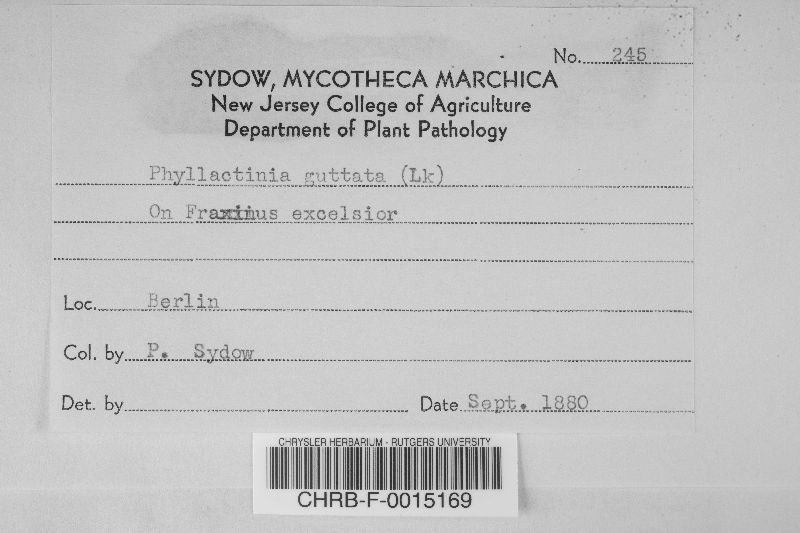 No. 245
SYDOW, MYCOTHECA MARCHICA
New Jersey College of Agriculture
Department of Plant Pathology
Phyllactinia guttata (Lk)
On Fraxinus excelsior
Loc. Berlin
Col. by P. Sydow
Det. by
Date Sept. 1880
CHRYSLER HERBARIUM - RUTGERS UNIVERSITY
CHRB-F-0015169